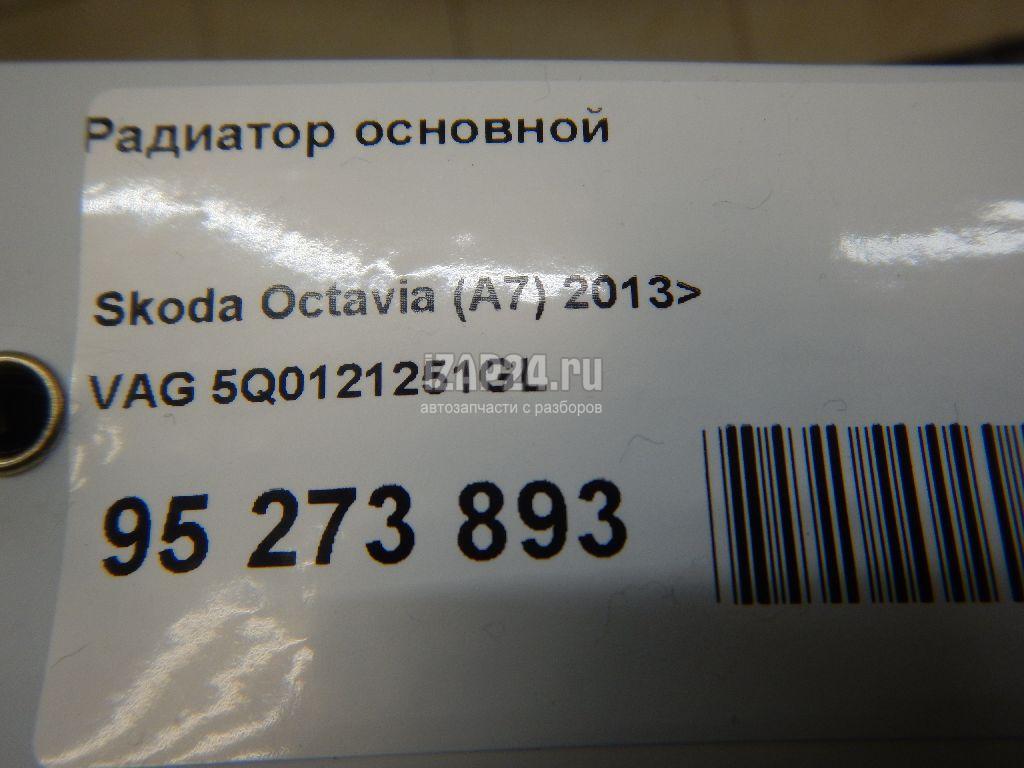 Радиатор основной
Skoda Octavia (A7) 2013>
VAG 5Q0121251GL
iZAP24.ru
автозапчасти с разборов
95 273 893